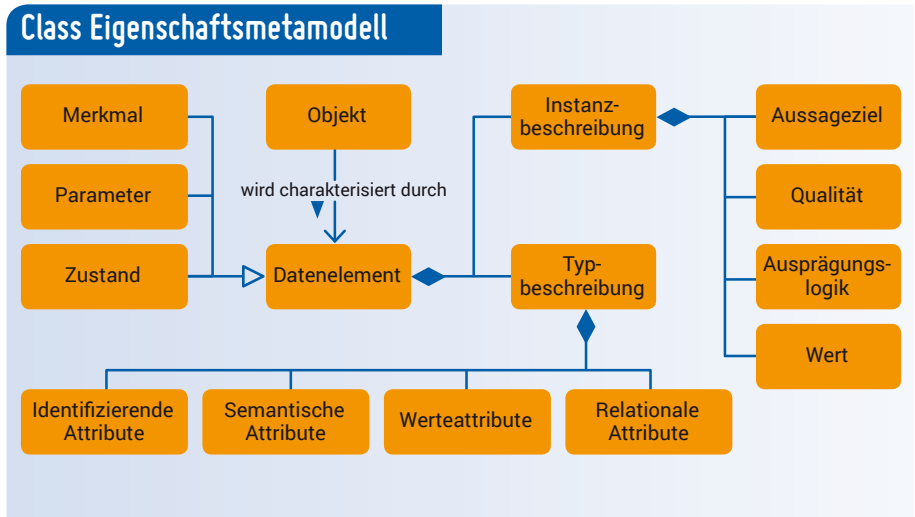 Class Eigenschaftsmetamodell
Merkmal
Objekt
Instanz-
beschreibung
Aussageziel
Parameter
wird charakterisiert durch
Qualität
Zustand
Datenelement
Typ-
beschreibung
Ausprägungs-
logik
Wert
Identifizierende
Attribute
Semantische
Attribute
Werteattribute
Relationale
Attribute